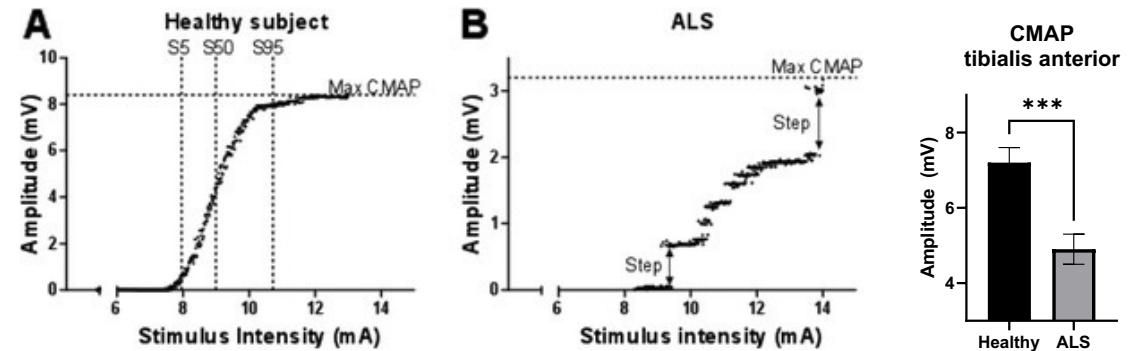 A
Healthy subject
S5 S50 S95
10
8
6
4
2
0
Max CMAP
Amplitude (mV)
6 8 10 12 14
Stimulus Intensity (mA)
B
ALS
Max CMAP
3
2
1
0
Step
Step
Amplitude (mV)
6 8 10 12 14
Stimulus intensity (mA)
CMAP
tibialis anterior
***
8
6
4
Amplitude (mV)
Healthy ALS